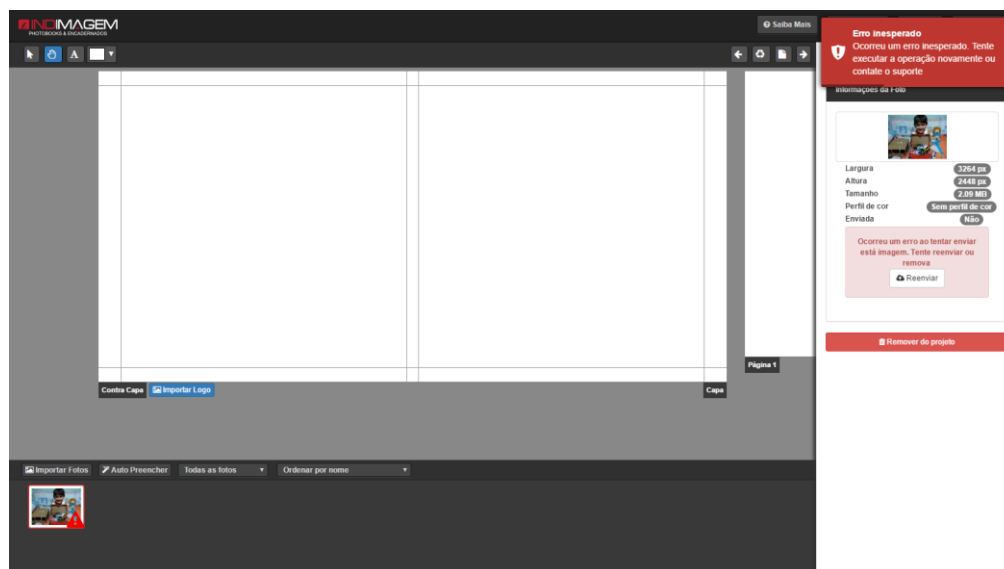 INDIMAGEM
PHOTOBOOKS & ENCADERNADOS
Saiba Mais
Erro inesperado
Ocorreu um erro inesperado. Tente
executar a operação novamente ou
contate o suporte
A
Informações da Foto
Largura 3264 px
Altura 2448 px
Tamanho 2.09 MB
Perfil de cor Sem perfil de cor
Enviada Não
Ocorreu um erro ao tentar enviar
está imagem. Tente reenviar ou
remova
Reenviar
Remover do projeto
Página 1
Contra Capa Importar Logo Capa
Importar Fotos Auto Preencher Todas as fotos Ordenar por nome